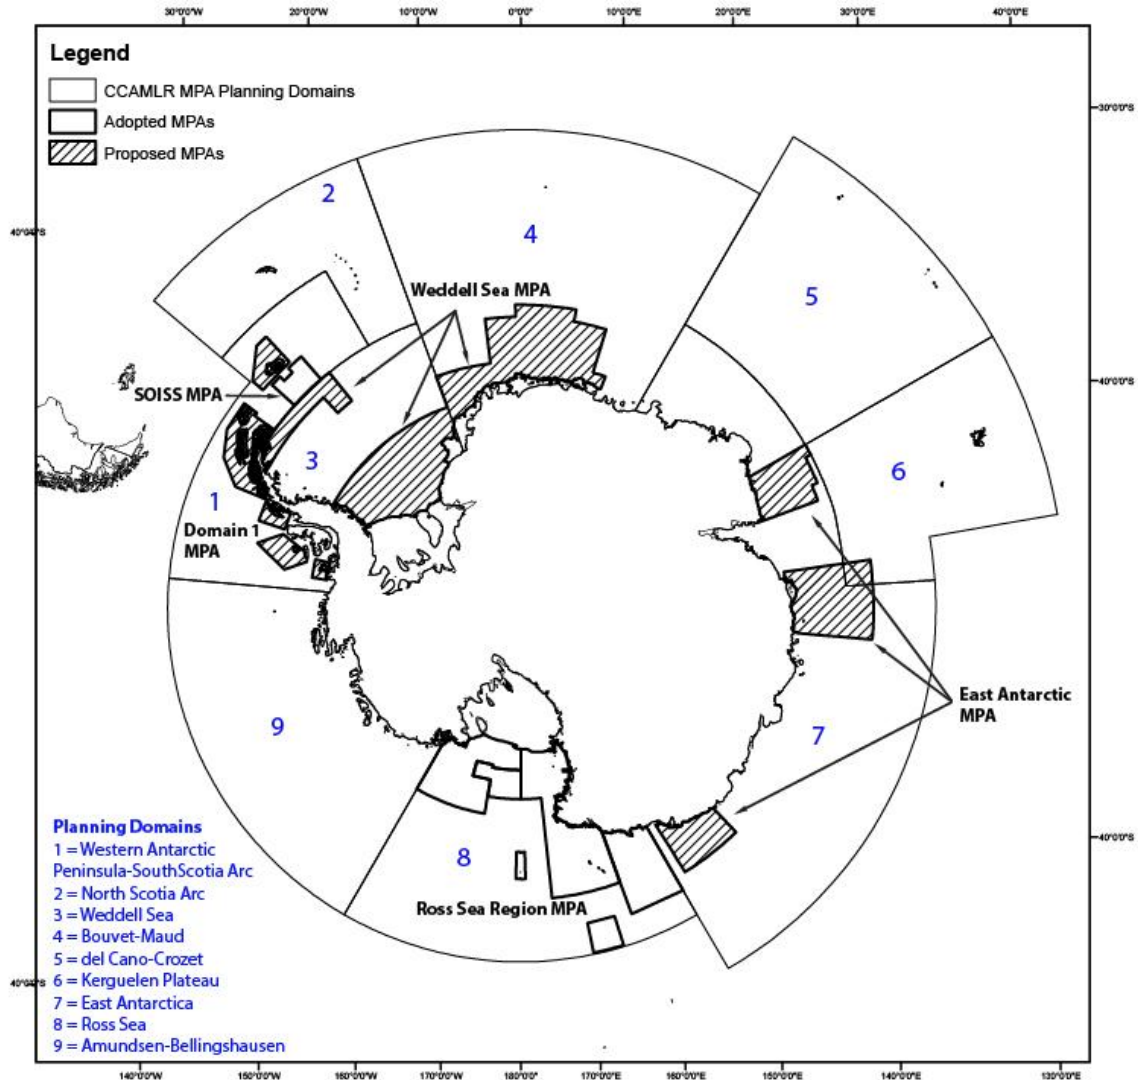 30°0'0"W 20°0'0"W 10°0'0"W 0°0'0" 10°0'0"E 20°0'0"E 30°0'0"E 40°0'0"E
Legend
CCAMLR MPA Planning Domains
Adopted MPAs
Proposed MPAs
30°0'0"S
2
4
40°0'0"S
Weddell Sea MPA
5
40°0'0"S
SOISS MPA
3
6
1
Domain 1
MPA
East Antarctic
MPA
9
7
Planning Domains
1 = Western Antarctic
Peninsula-SouthScotia Arc
2 = North Scotia Arc
3 = Weddell Sea
4 = Bouvet-Maud
5 = del Cano-Crozet
6 = Kerguelen Plateau
7 = East Antarctica
8 = Ross Sea
9 = Amundsen-Bellingshausen
40°0'0"S
8
Ross Sea Region MPA
40°0'0"S
140°0'0"W 150°0'0"W 160°0'0"W 170°0'0"W 180°0'0" 170°0'0"E 160°0'0"E 150°0'0"E 140°0'0"E 130°0'0"E